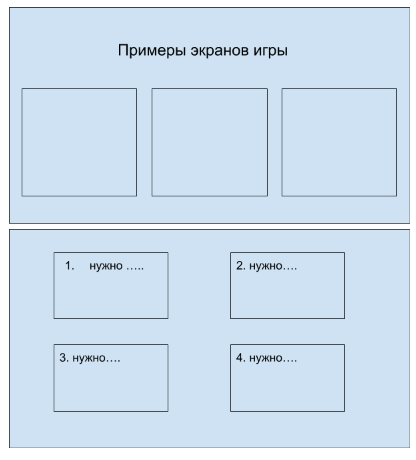 Примеры экранов игры
1. нужно …..
2. нужно….
3. нужно….
4. нужно….